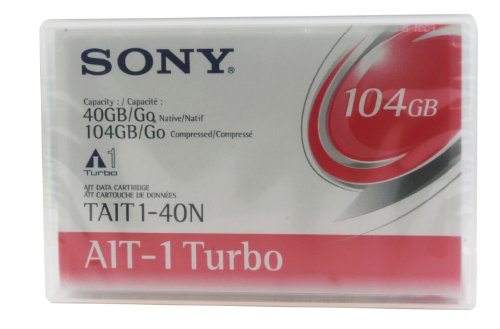 SONY®
Capacity : / Capacité :
40GB/Go Native/Natif
104GB/Go Compressed/Compressé
104GB
1
Turbo
AIT DATA CARTRIDGE
AIT CARTOUCHE DE DONNÉES
TAIT1-40N
AIT-1 Turbo